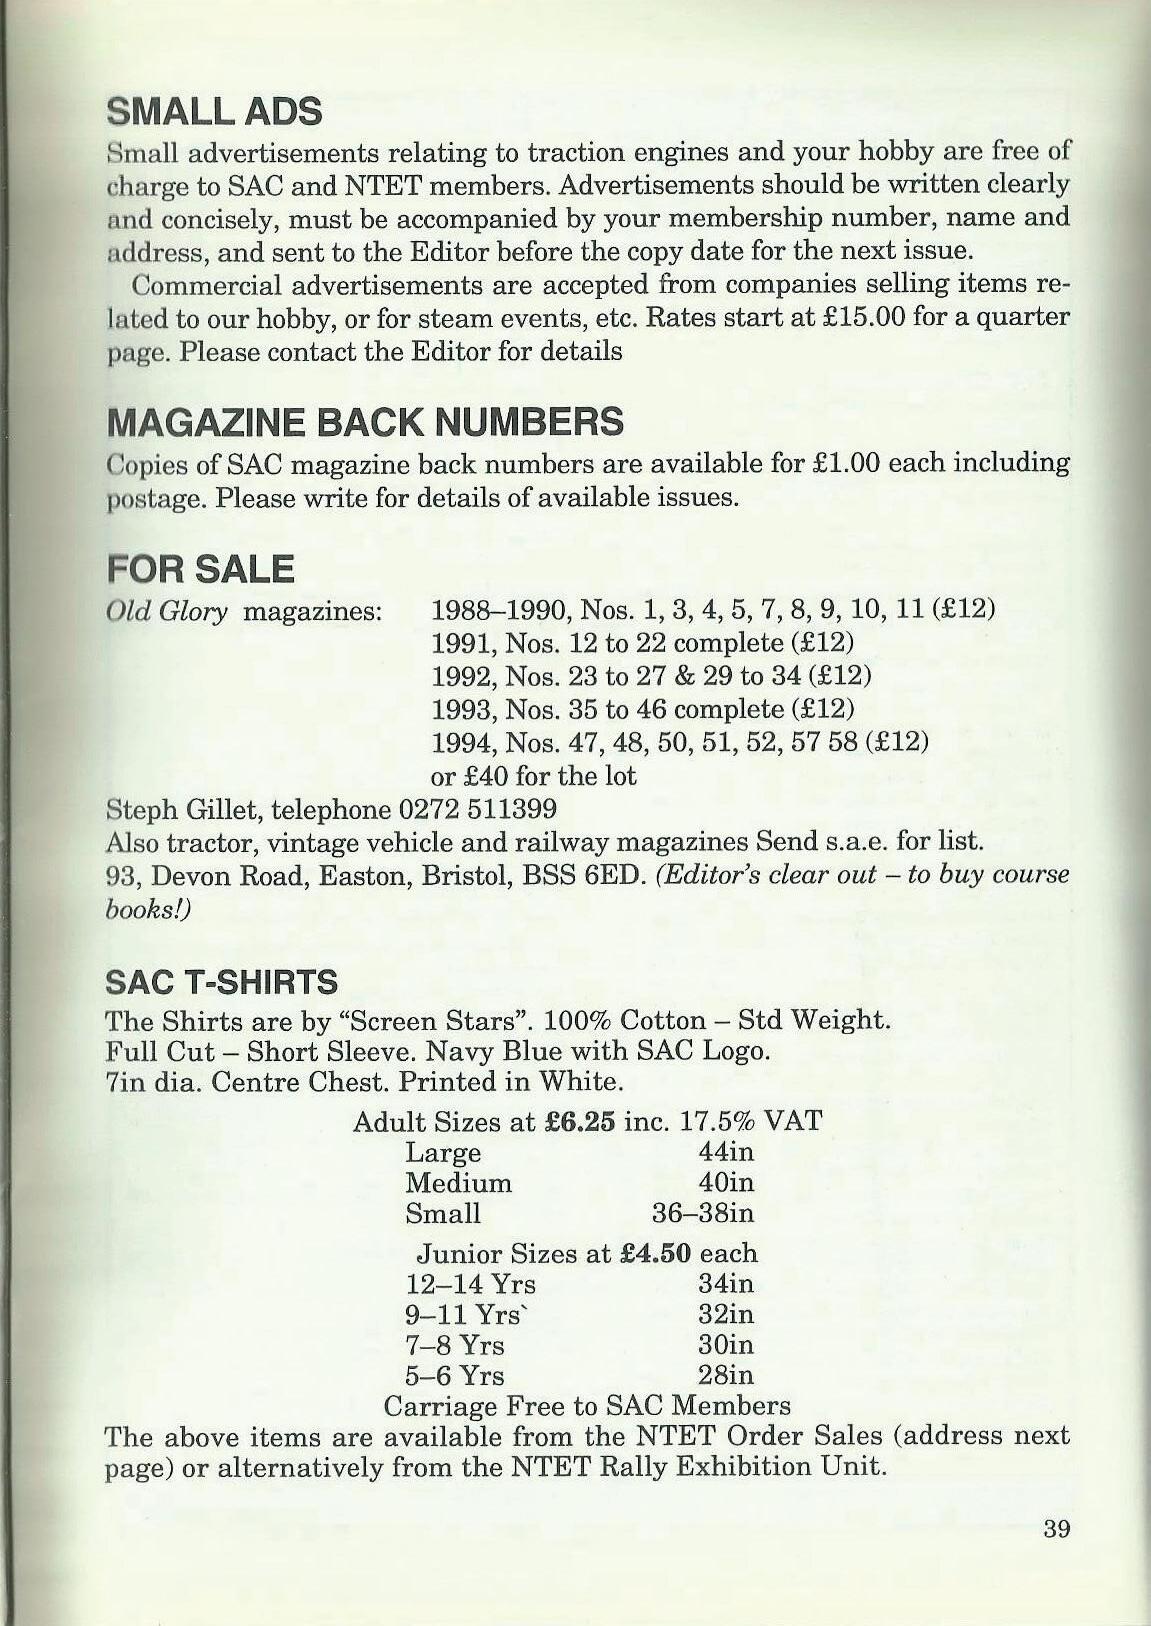 SMALL ADS
Small advertisements relating to traction engines and your hobby are free of
charge to SAC and NTET members. Advertisements should be written clearly
and concisely, must be accompanied by your membership number, name and
address, and sent to the Editor before the copy date for the next issue.
Commercial advertisements are accepted from companies selling items re-
lated to our hobby, or for steam events, etc. Rates start at £15.00 for a quarter
page. Please contact the Editor for details
MAGAZINE BACK NUMBERS
Copies of SAC magazine back numbers are available for £1.00 each including
postage. Please write for details of available issues.
FOR SALE
Old Glory magazines: 1988–1990, Nos. 1, 3, 4, 5, 7, 8, 9, 10, 11 (£12)
1991, Nos. 12 to 22 complete (£12)
1992, Nos. 23 to 27 & 29 to 34 (£12)
1993, Nos. 35 to 46 complete (£12)
1994, Nos. 47, 48, 50, 51, 52, 57 58 (£12)
or £40 for the lot
Steph Gillet, telephone 0272 511399
Also tractor, vintage vehicle and railway magazines Send s.a.e. for list.
93, Devon Road, Easton, Bristol, BSS 6ED. (Editor's clear out – to buy course
books!)
SAC T-SHIRTS
The Shirts are by “Screen Stars”. 100% Cotton – Std Weight.
Full Cut – Short Sleeve. Navy Blue with SAC Logo.
7in dia. Centre Chest. Printed in White.
Adult Sizes at £6.25 inc. 17.5% VAT
Large 44in
Medium 40in
Small 36–38in
Junior Sizes at £4.50 each
12–14 Yrs 34in
9–11 Yrs` 32in
7–8 Yrs 30in
5–6 Yrs 28in
Carriage Free to SAC Members
The above items are available from the NTET Order Sales (address next
page) or alternatively from the NTET Rally Exhibition Unit.
39